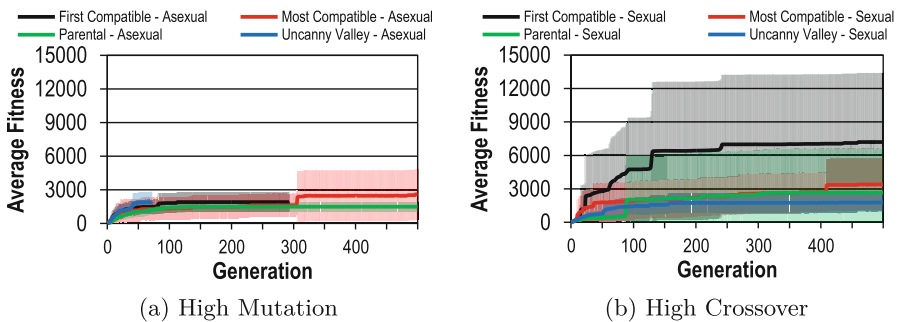 First Compatible - Asexual
Most Compatible - Asexual
Parental - Asexual
Uncanny Valley - Asexual
15000
12000
9000
6000
3000
0
Average Fitness
0
100
200
300
400
Generation
(a) High Mutation
First Compatible - Sexual
Most Compatible - Sexual
Parental - Sexual
Uncanny Valley - Sexual
15000
12000
9000
6000
3000
0
Average Fitness
0
100
200
300
400
Generation
(b) High Crossover